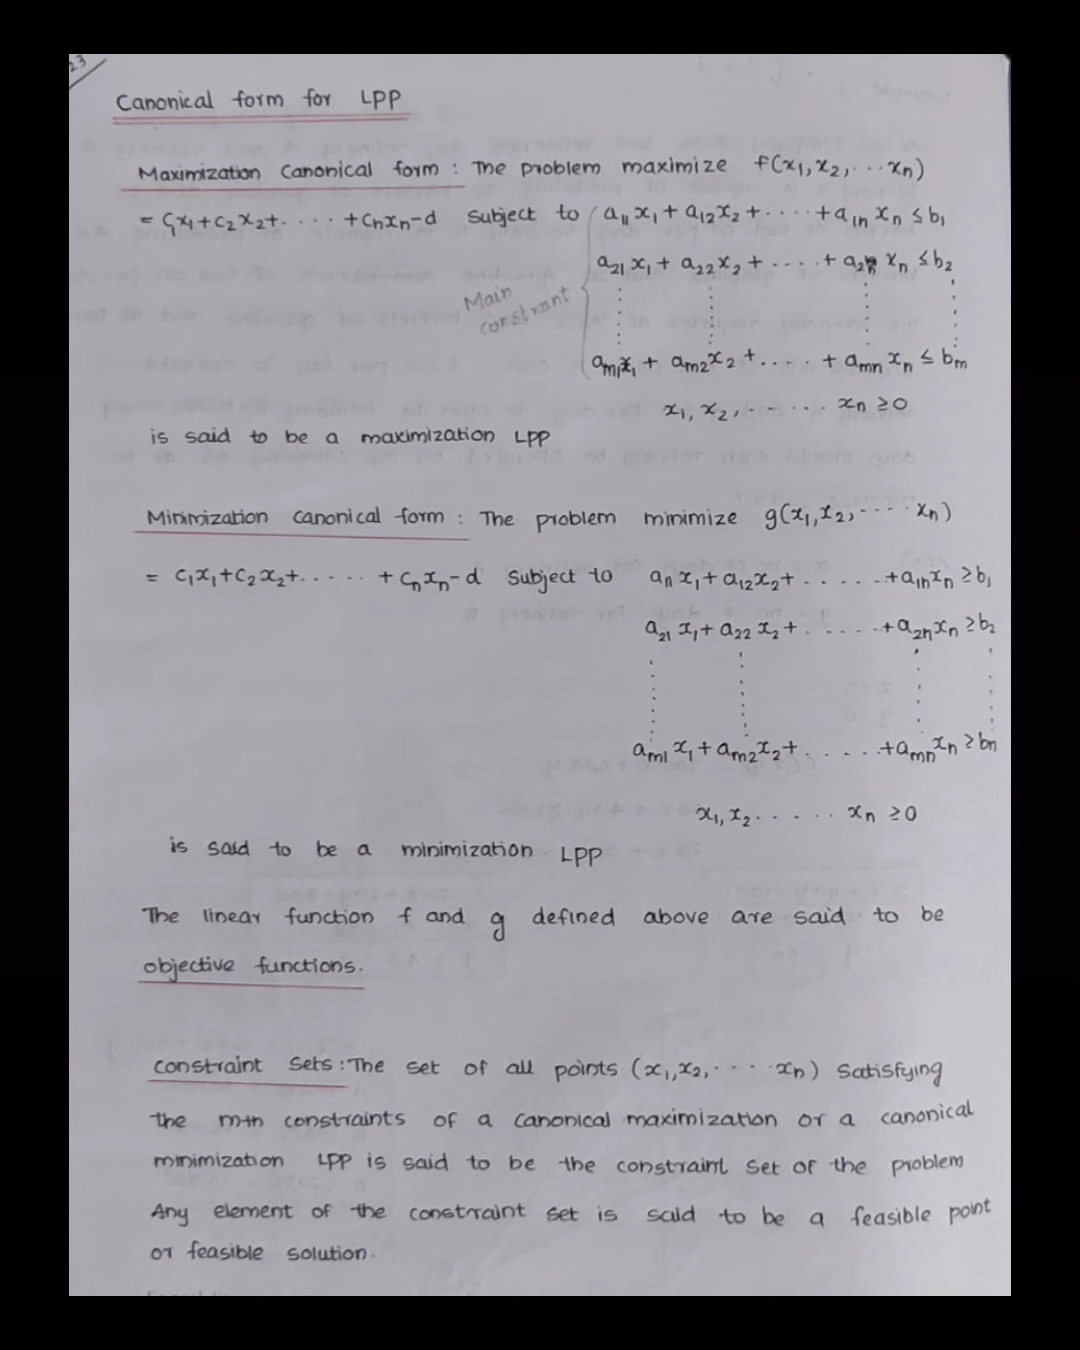 23
Canonical form for LPP
Maximization Canonical form : The problem maximize f(x₁, x₂, ... xₙ)
= c₁x₁ + c₂x₂ + ..... + cₙxₙ - d Subject to a₁₁x₁ + a₁₂x₂ + ..... + a₁ₙxₙ ≤ b₁
a₂₁x₁ + a₂₂x₂ + ..... + a₂ₙxₙ ≤ b₂
Main constraint
aₘ₁x₁ + aₘ₂x₂ + ..... + aₘₙxₙ ≤ bₘ
x₁, x₂, ...... xₙ ≥ 0
is said to be a maximization LPP
Minimization Canonical form : The problem minimize g(x₁, x₂, ..... xₙ)
= c₁x₁ + c₂x₂ + ..... + cₙxₙ - d Subject to a₁₁x₁ + a₁₂x₂ + ...... + a₁ₙxₙ ≥ b₁
a₂₁x₁ + a₂₂x₂ + ..... + a₂ₙxₙ ≥ b₂
aₘ₁x₁ + aₘ₂x₂ + ..... + aₘₙxₙ ≥ bₙ
x₁, x₂ ...... xₙ ≥ 0
is said to be a minimization LPP
The linear function f and g defined above are said to be
objective functions.
Constraint Sets : The set of all points (x₁, x₂, .... xₙ) Satisfying
the m+n constraints of a canonical maximization or a canonical
minimization LPP is said to be the constraint set of the problem
Any element of the constraint set is said to be a feasible point
or feasible solution.